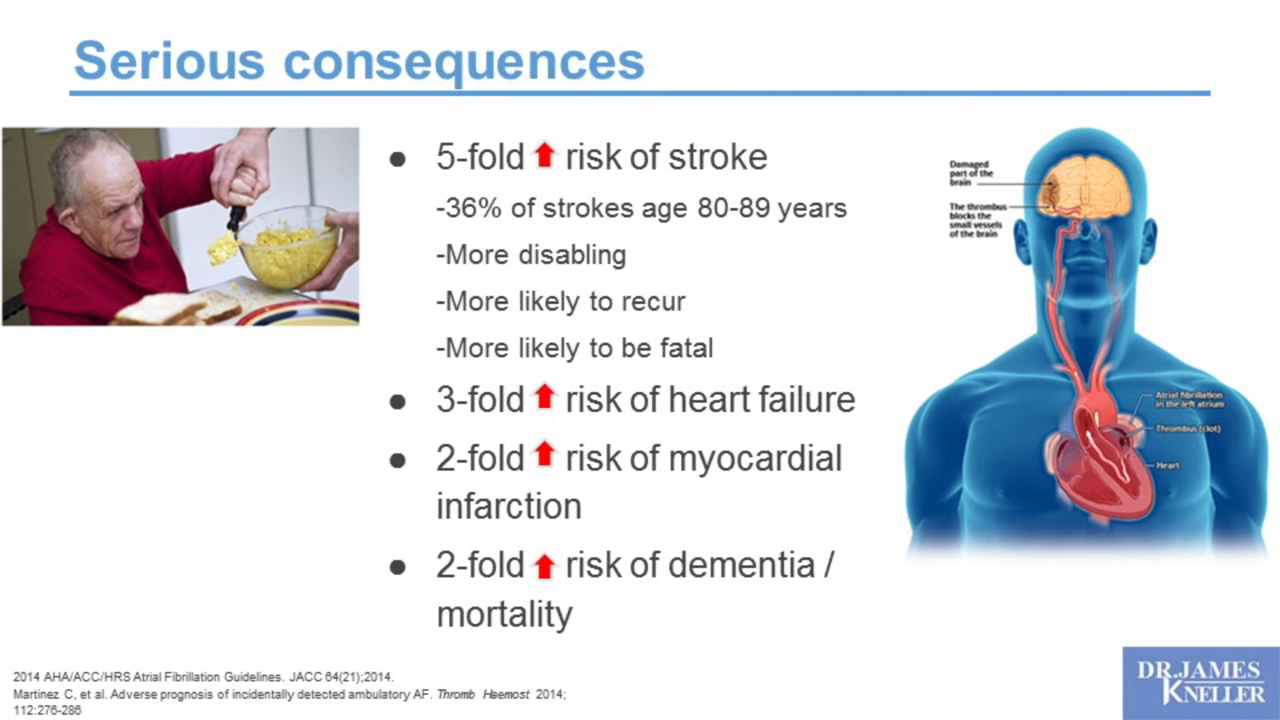 Serious consequences
● 5-fold risk of stroke
-36% of strokes age 80-89 years
-More disabling
-More likely to recur
-More likely to be fatal
● 3-fold risk of heart failure
● 2-fold risk of myocardial
infarction
● 2-fold risk of dementia /
mortality
Damaged
part of the
brain
The thrombus
blocks the
small vessels
of the brain
Atrial fibrillation
in the left atrium
Thrombus (clot)
Heart
2014 AHA/ACC/HRS Atrial Fibrillation Guidelines. JACC 64(21);2014.
Martinez C, et al. Adverse prognosis of incidentally detected ambulatory AF. Thromb Haemost 2014;
112:276-286
DR.JAMES
KNELLER